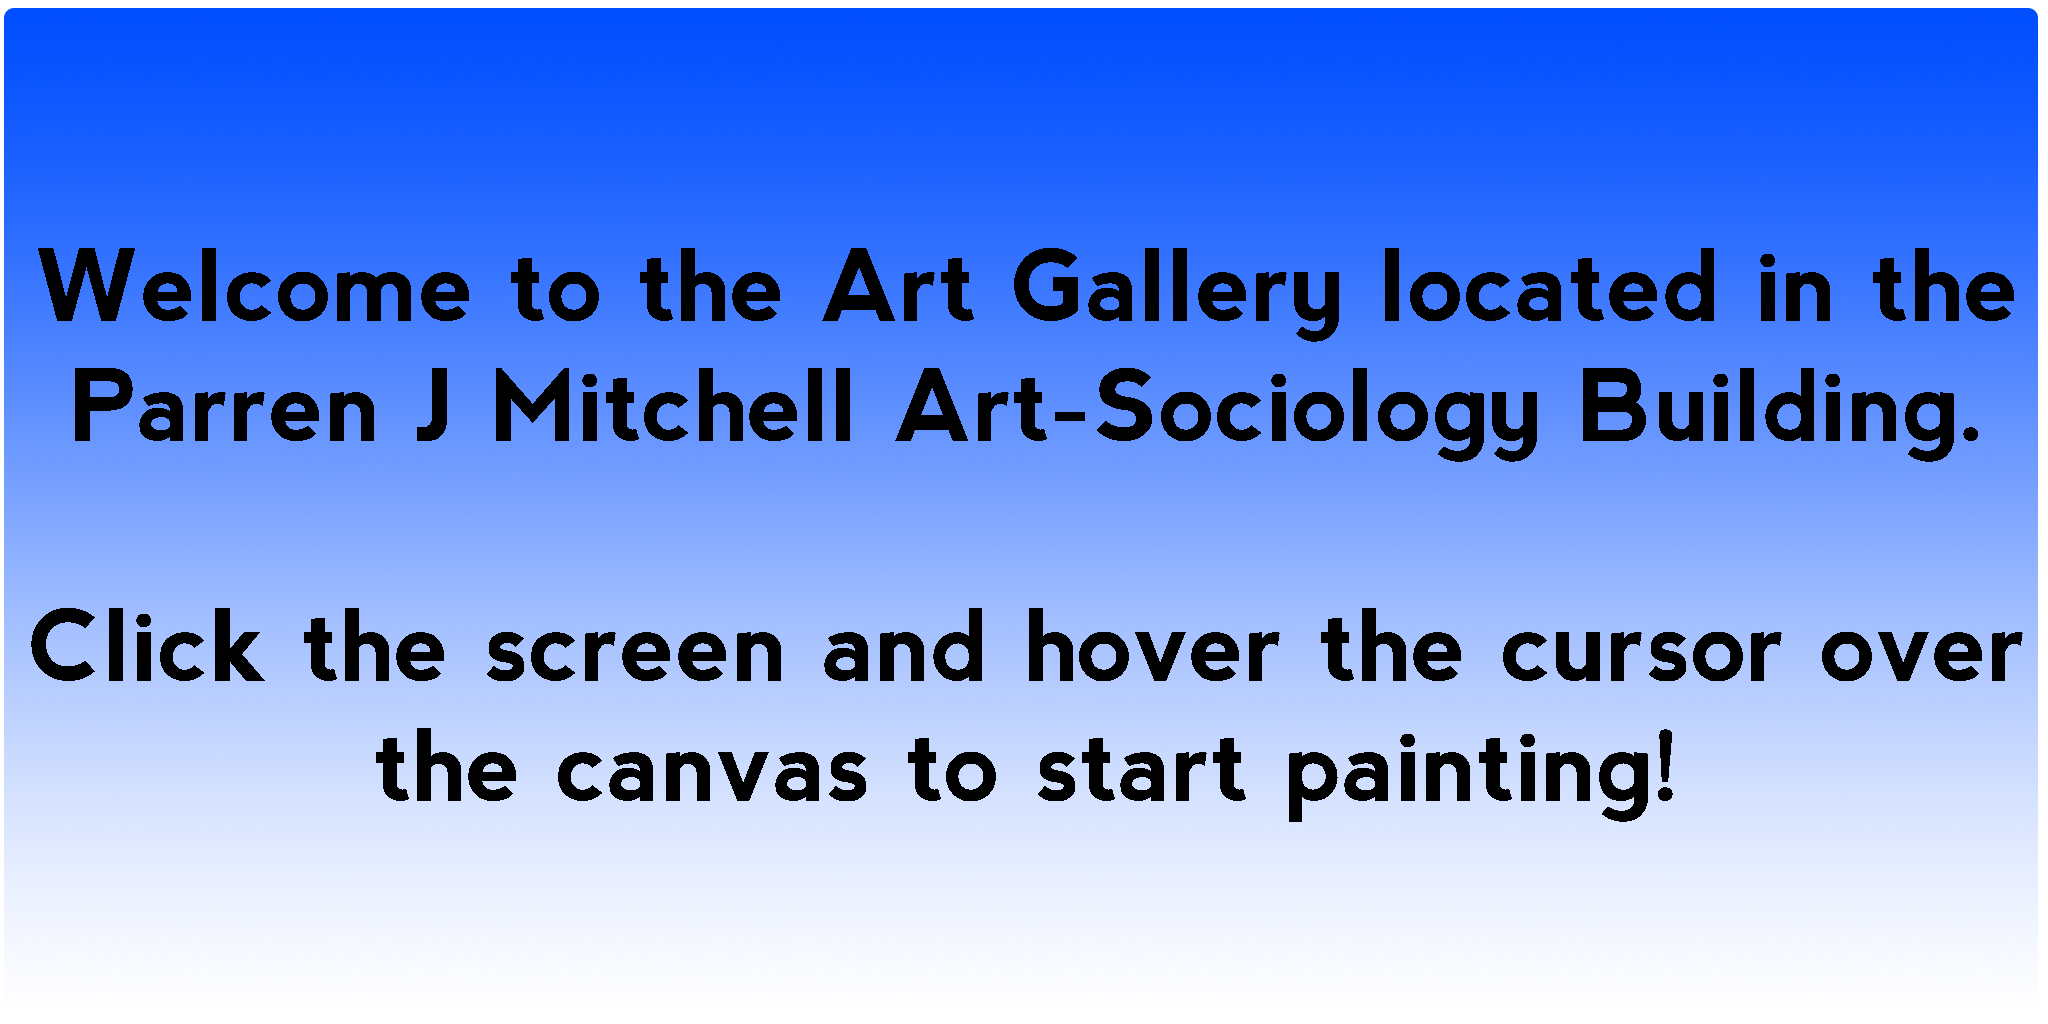 Welcome to the Art Gallery located in the
Parren J Mitchell Art-Sociology Building.
Click the screen and hover the cursor over
the canvas to start painting!